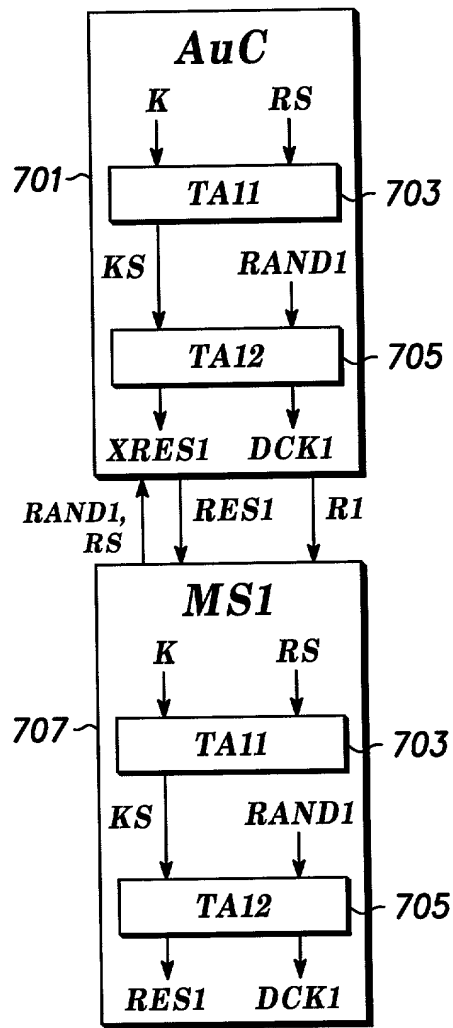 AuC
K RS
701 TA11 703
KS RAND1
TA12 705
XRES1 DCK1
RAND1,
RS RES1 R1
MS1
K RS
707 TA11 703
KS RAND1
TA12 705
RES1 DCK1